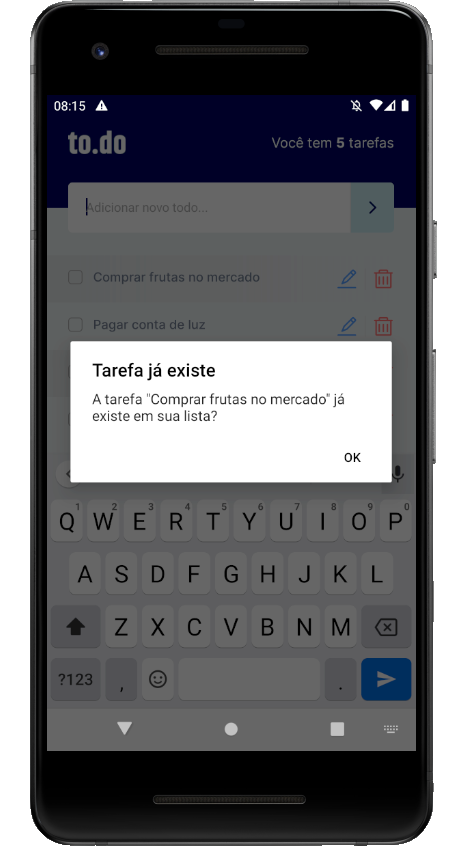 08:15
to.do
Você tem 5 tarefas
Adicionar novo todo...
Comprar frutas no mercado
Pagar conta de luz
Tarefa já existe
A tarefa "Comprar frutas no mercado" já
existe em sua lista?
OK
1 2 3 4 5 6 7 8 9 0
Q W E R T Y U I O P
A S D F G H J K L
Z X C V B N M
?123 , .